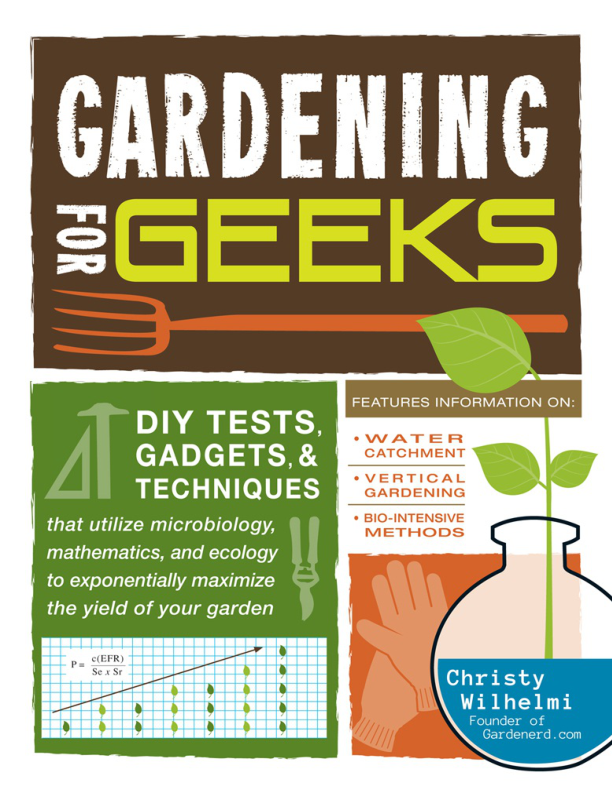 GARDENING
FOR GEEKS
DIY TESTS,
GADGETS, &
TECHNIQUES
that utilize microbiology,
mathematics, and ecology
to exponentially maximize
the yield of your garden
P = c(EFR)
Se x Sr
FEATURES INFORMATION ON:
• WATER
CATCHMENT
• VERTICAL
GARDENING
• BIO-INTENSIVE
METHODS
Christy
Wilhelmi
Founder of
Gardenerd.com